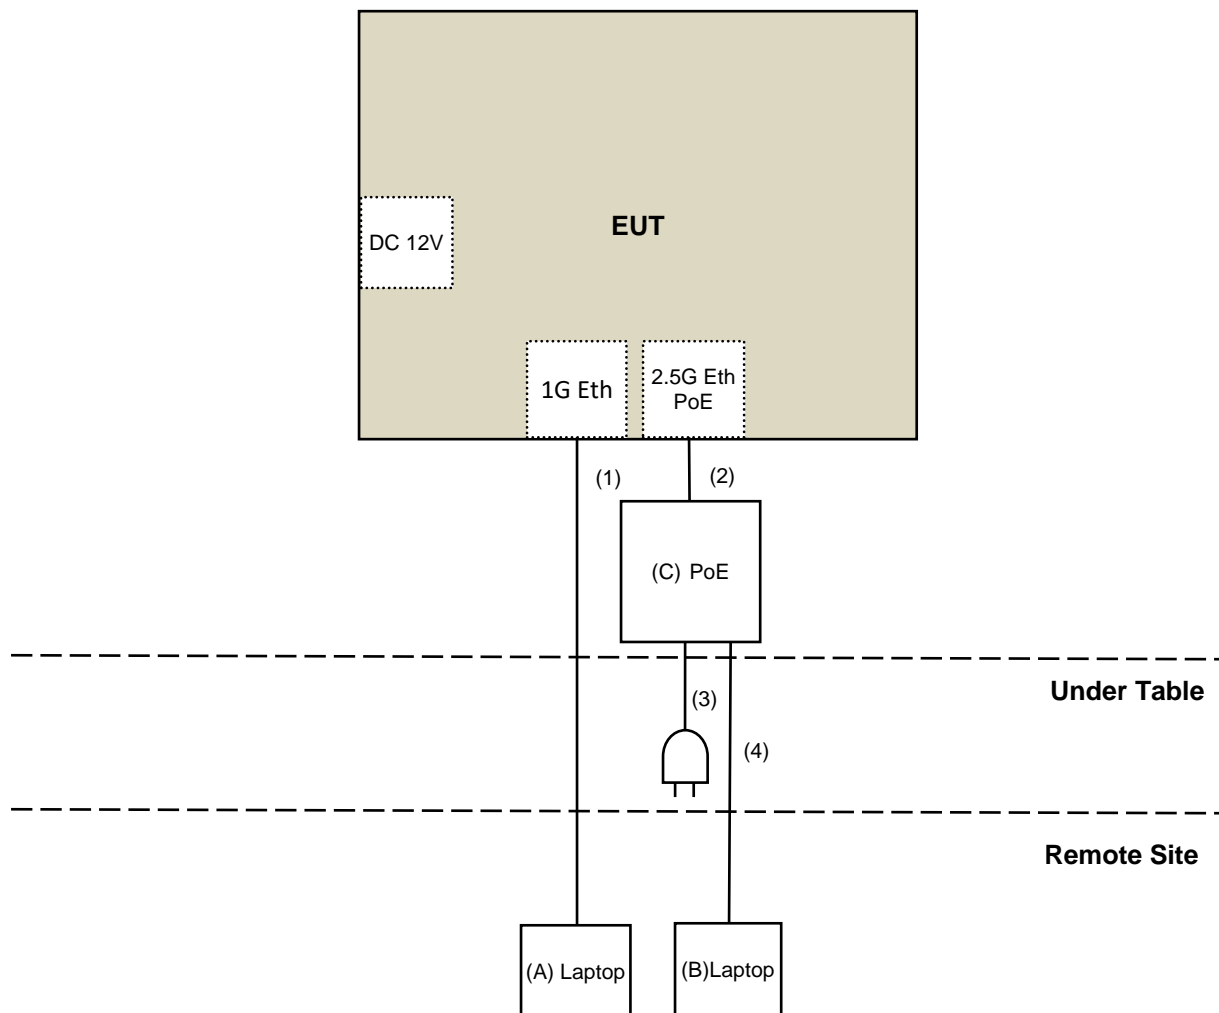 EUT
DC 12V
1G Eth
2.5G Eth
PoE
(1)
(2)
(C) PoE
Under Table
(3)
(4)
Remote Site
(A) Laptop
(B)Laptop